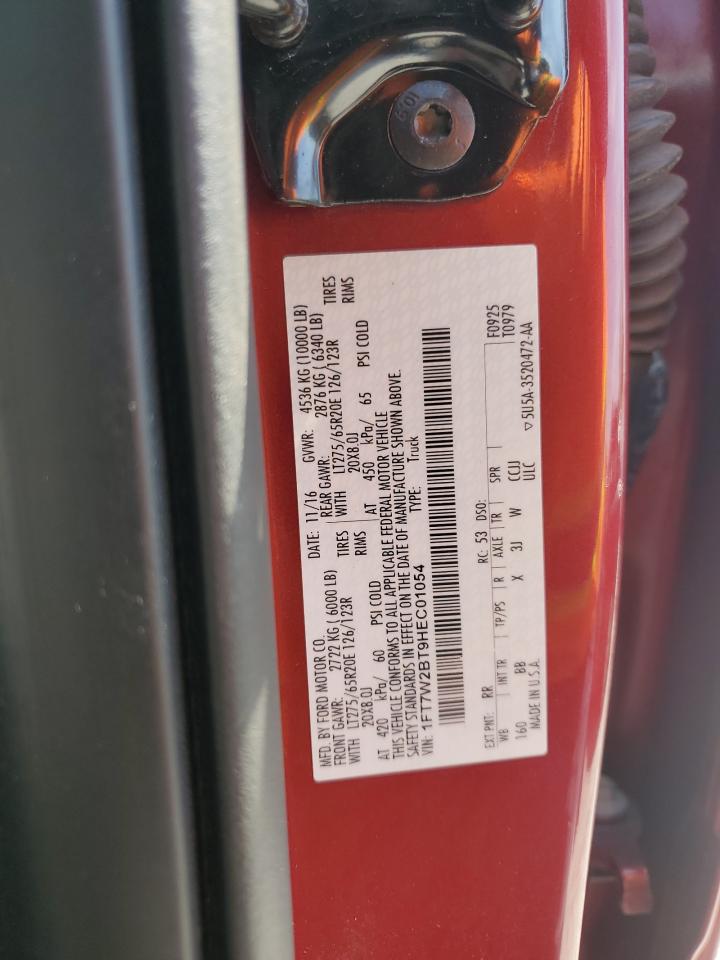 10.9
MFD. BY FORD MOTOR CO.
DATE: 11/16 GVWR: 4536 KG (10000 LB)
FRONT GAWR: 2722 KG ( 6000 LB) REAR GAWR: 2876 KG ( 6340 LB)
WITH LT275/65R20E 126/123R TIRES WITH LT275/65R20E 126/123R TIRES
20X8.0J RIMS 20X8.0J RIMS
AT 420 kPa/ 60 PSI COLD AT 450 kPa/ 65 PSI COLD
THIS VEHICLE CONFORMS TO ALL APPLICABLE FEDERAL MOTOR VEHICLE
SAFETY STANDARDS IN EFFECT ON THE DATE OF MANUFACTURE SHOWN ABOVE.
VIN: 1FT7W2BT9HEC01054 TYPE: Truck
EXT PNT: RR RC: 53 DSO: F0925
WB INT TR TP/PS R AXLE TR SPR T0979
160 BB X 3J W CCJJ
MADE IN U.S.A. ULC ▽5U5A-3520472-AA